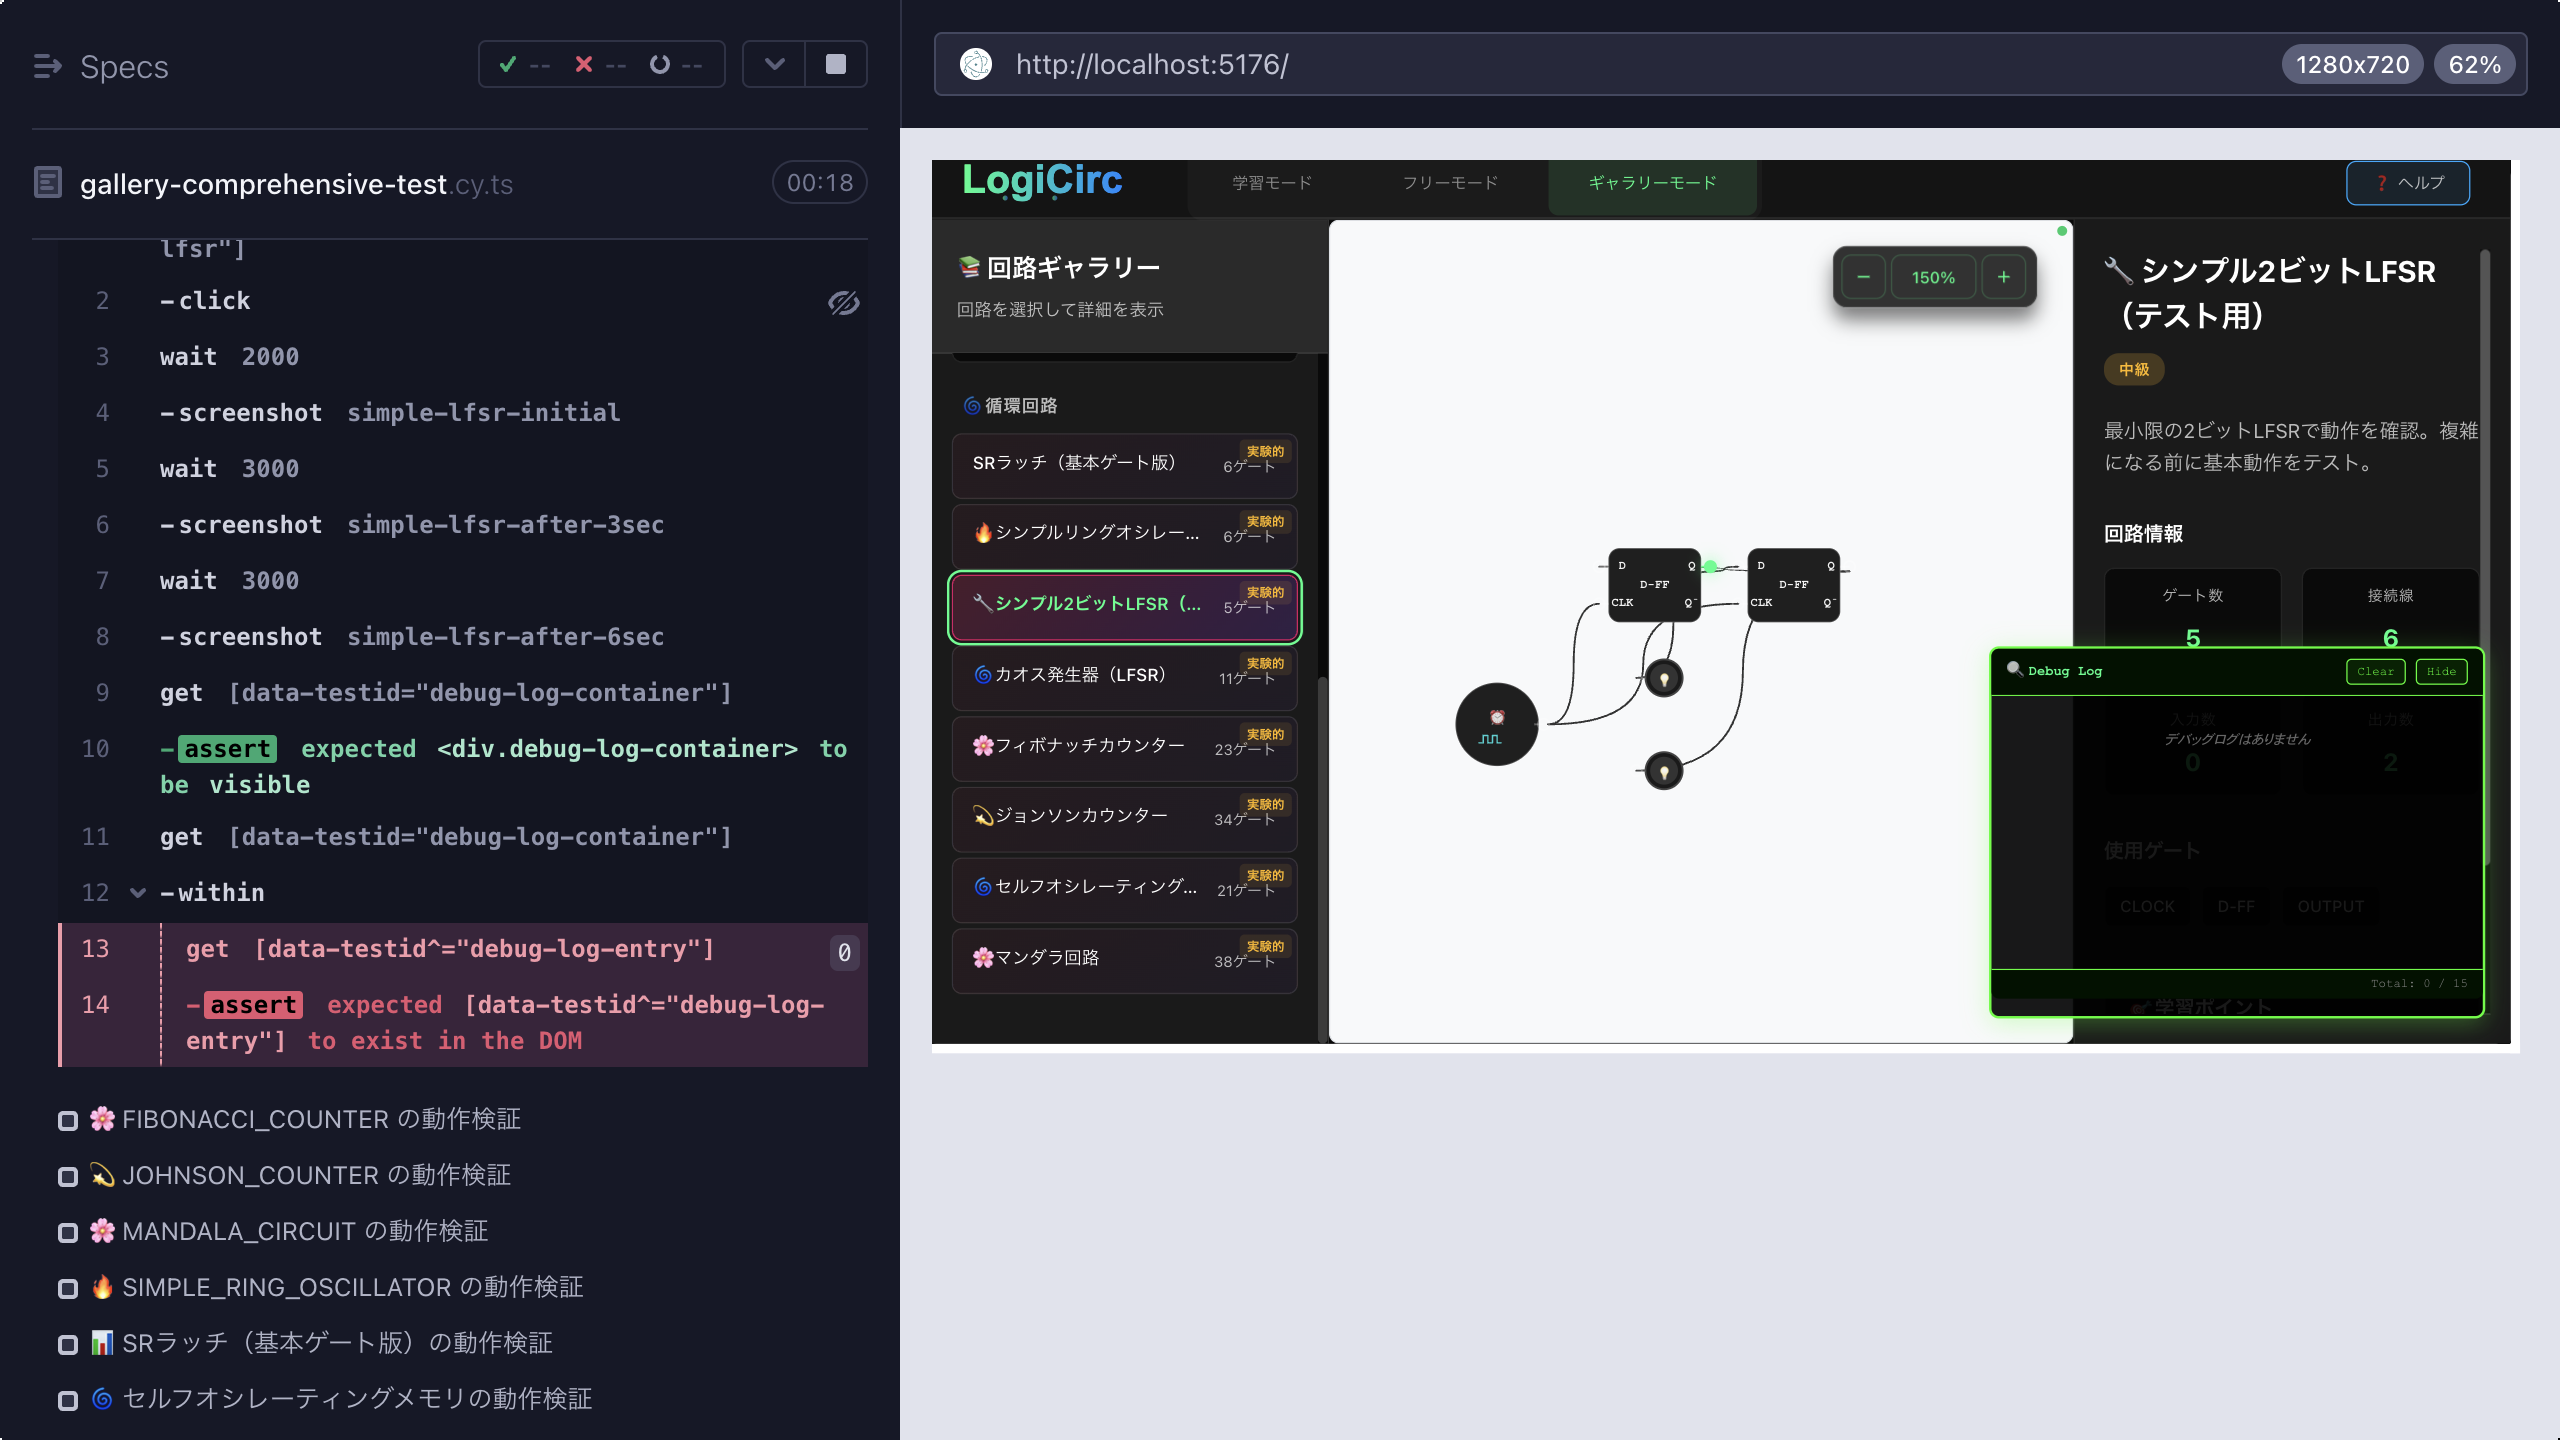 Specs
-- -- --
gallery-comprehensive-test.cy.ts
00:18
lfsr"]
2 -click
3 wait 2000
4 -screenshot simple-lfsr-initial
5 wait 3000
6 -screenshot simple-lfsr-after-3sec
7 wait 3000
8 -screenshot simple-lfsr-after-6sec
9 get [data-testid="debug-log-container"]
10 -assert expected <div.debug-log-container> to
be visible
11 get [data-testid="debug-log-container"]
12 -within
13 get [data-testid^="debug-log-entry"] 0
14 -assert expected [data-testid^="debug-log-
entry"] to exist in the DOM
🌸 FIBONACCI_COUNTER の動作検証
💫 JOHNSON_COUNTER の動作検証
🌸 MANDALA_CIRCUIT の動作検証
🔥 SIMPLE_RING_OSCILLATOR の動作検証
📊 SRラッチ（基本ゲート版）の動作検証
🌀 セルフオシレーティングメモリの動作検証
http://localhost:5176/
1280x720
62%
LogiCirc
学習モード
フリーモード
ギャラリーモード
❓ ヘルプ
📚 回路ギャラリー
回路を選択して詳細を表示
🌀 循環回路
SRラッチ（基本ゲート版）
実験的
6ゲート
🔥シンプルリングオシレー...
実験的
6ゲート
🔧シンプル2ビットLFSR（...
実験的
5ゲート
🌀カオス発生器（LFSR）
実験的
11ゲート
🌸フィボナッチカウンター
実験的
23ゲート
💫ジョンソンカウンター
実験的
34ゲート
🌀セルフオシレーティング...
実験的
21ゲート
🌸マンダラ回路
実験的
38ゲート
− 150% +
D Q
D-FF
CLK Q̄
D Q
D-FF
CLK Q̄
🔧 シンプル2ビットLFSR
（テスト用）
中級
最小限の2ビットLFSRで動作を確認。複雑
になる前に基本動作をテスト。
回路情報
ゲート数
5
接続線
6
🔍 Debug Log
Clear
Hide
入力数
0
出力数
2
デバッグログはありません
使用ゲート
CLOCK
D-FF
OUTPUT
Total: 0 / 15
学習ポイント